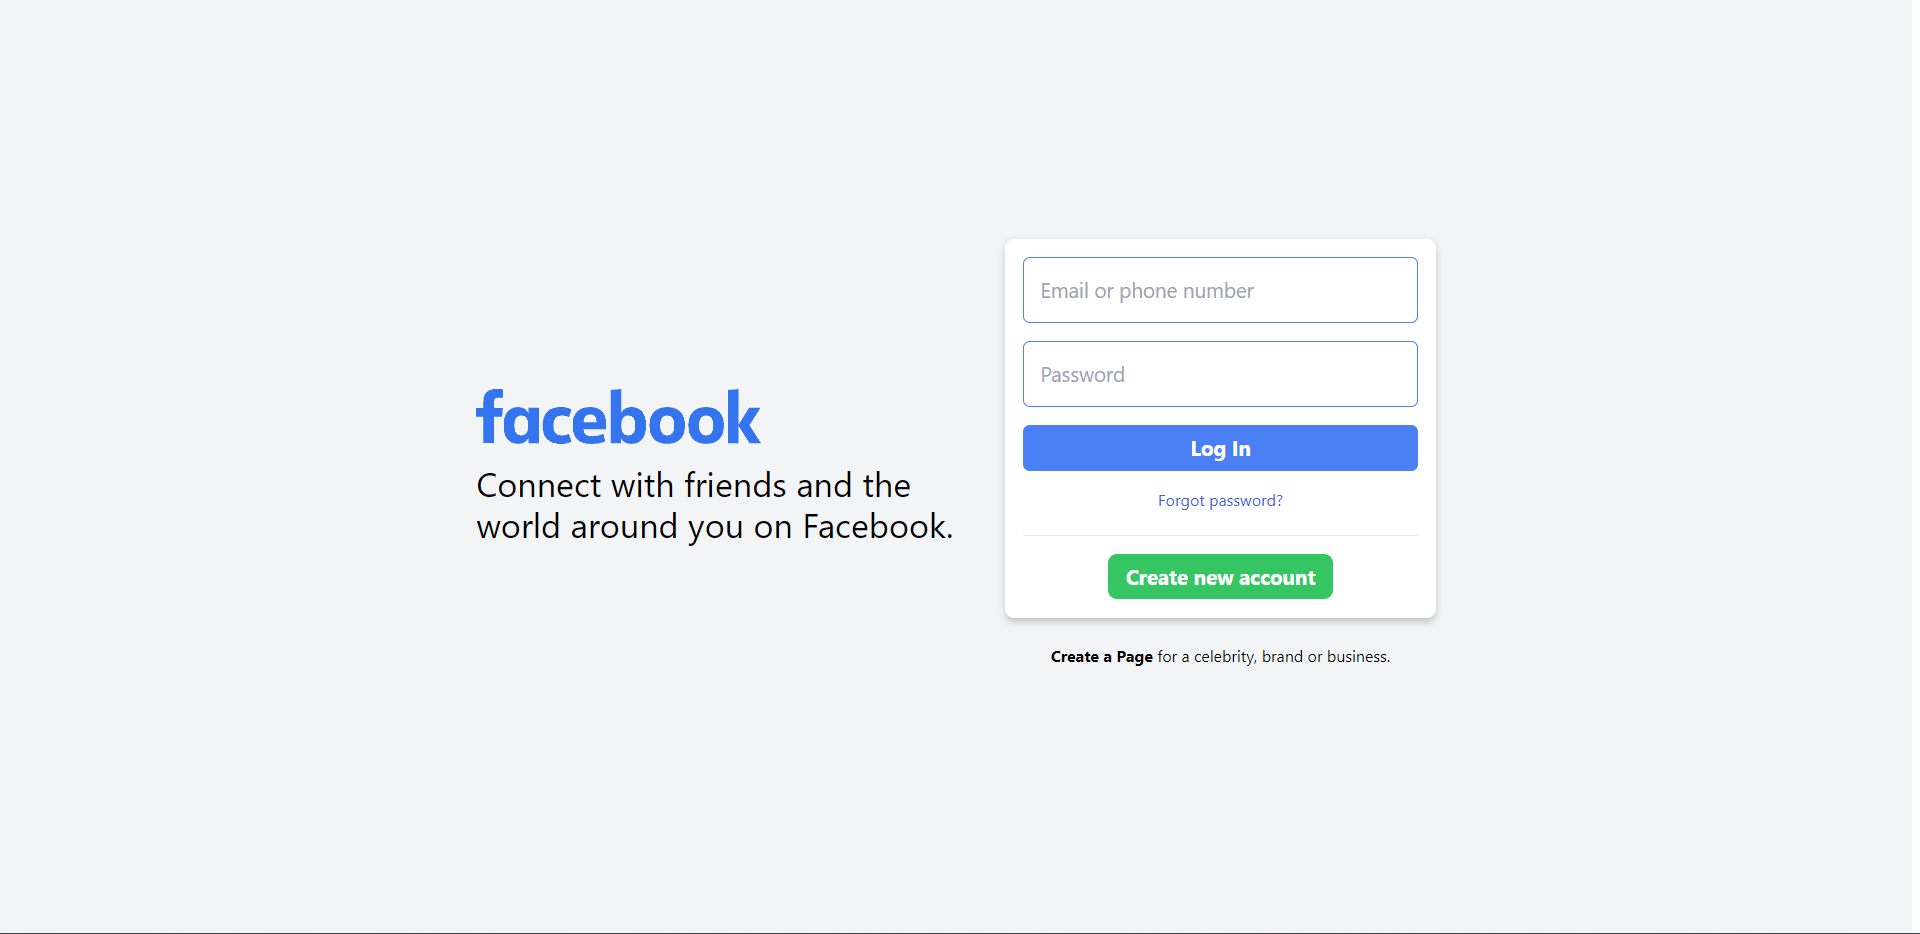 facebook
Connect with friends and the
world around you on Facebook.
Email or phone number
Password
Log In
Forgot password?
Create new account
Create a Page for a celebrity, brand or business.